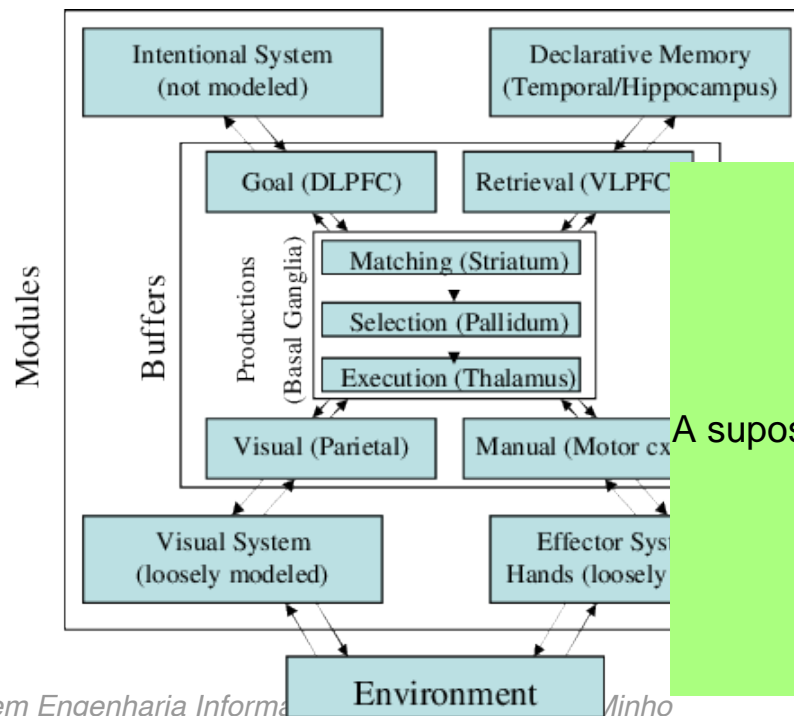 Intentional System
(not modeled)
Declarative Memory
(Temporal/Hippocampus)
Goal (DLPFC)
Retrieval (VLPFC
Modules
Buffers
Productions
(Basal Ganglia)
Matching (Striatum)
Selection (Pallidum)
Execution (Thalamus)
Visual (Parietal)
Manual (Motor cx
A supos
Visual System
(loosely modeled)
Effector Syst
Hands (loosely
Environment
em Engenharia Informa
Minho